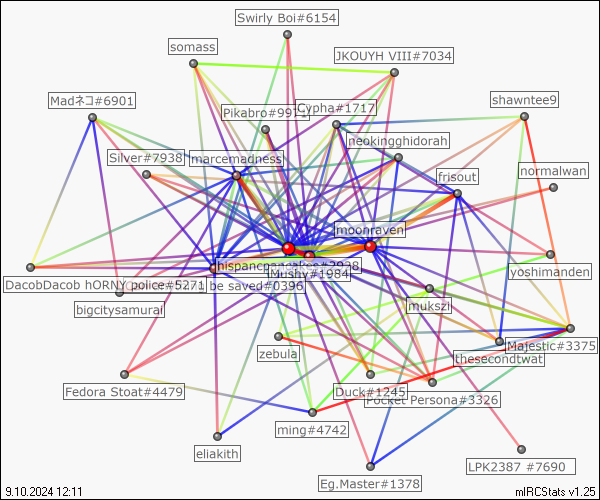 Swirly Boi#6154
somass
JKOUYH VIII#7034
Madネコ#6901
shawntee9
Cypha#1717
Pikabro#9911
neokingghidorah
Silver#7938
marcemadness
normalwan
frisout
moonraven
Mushy#1984
DacobDacob hORNY police#5271
be saved#0396
yoshimanden
bigcitysamurai
mukszi
zebula
thesecondtwat
Majestic#3375
Fedora Stoat#4479
Duck#1245
Pocket Persona#3326
ming#4742
eliakith
LPK2387 #7690
Eg.Master#1378
9.10.2024 12:11
mIRCStats v1.25